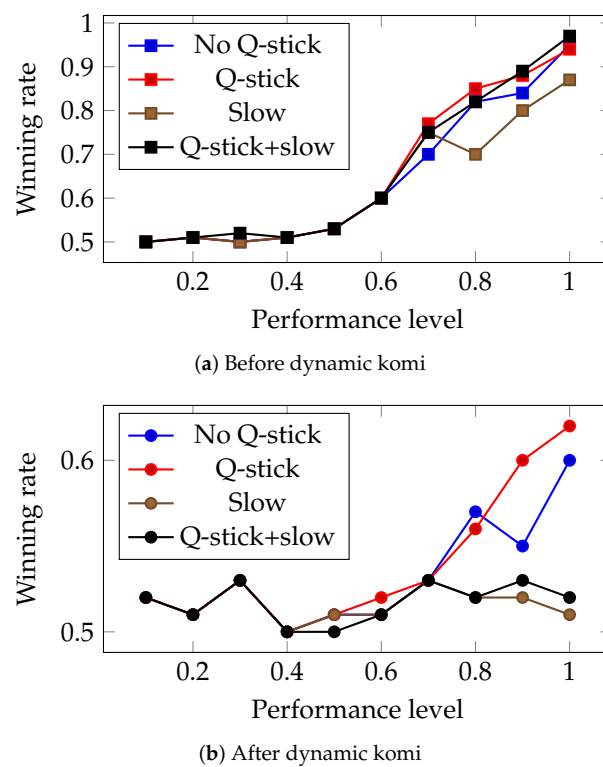 1
0.9
0.8
0.7
0.6
0.5
Winning rate
No Q-stick
Q-stick
Slow
Q-stick+slow
0.2 0.4 0.6 0.8 1
Performance level
(a) Before dynamic komi
0.6
0.5
Winning rate
No Q-stick
Q-stick
Slow
Q-stick+slow
0.2 0.4 0.6 0.8 1
Performance level
(b) After dynamic komi